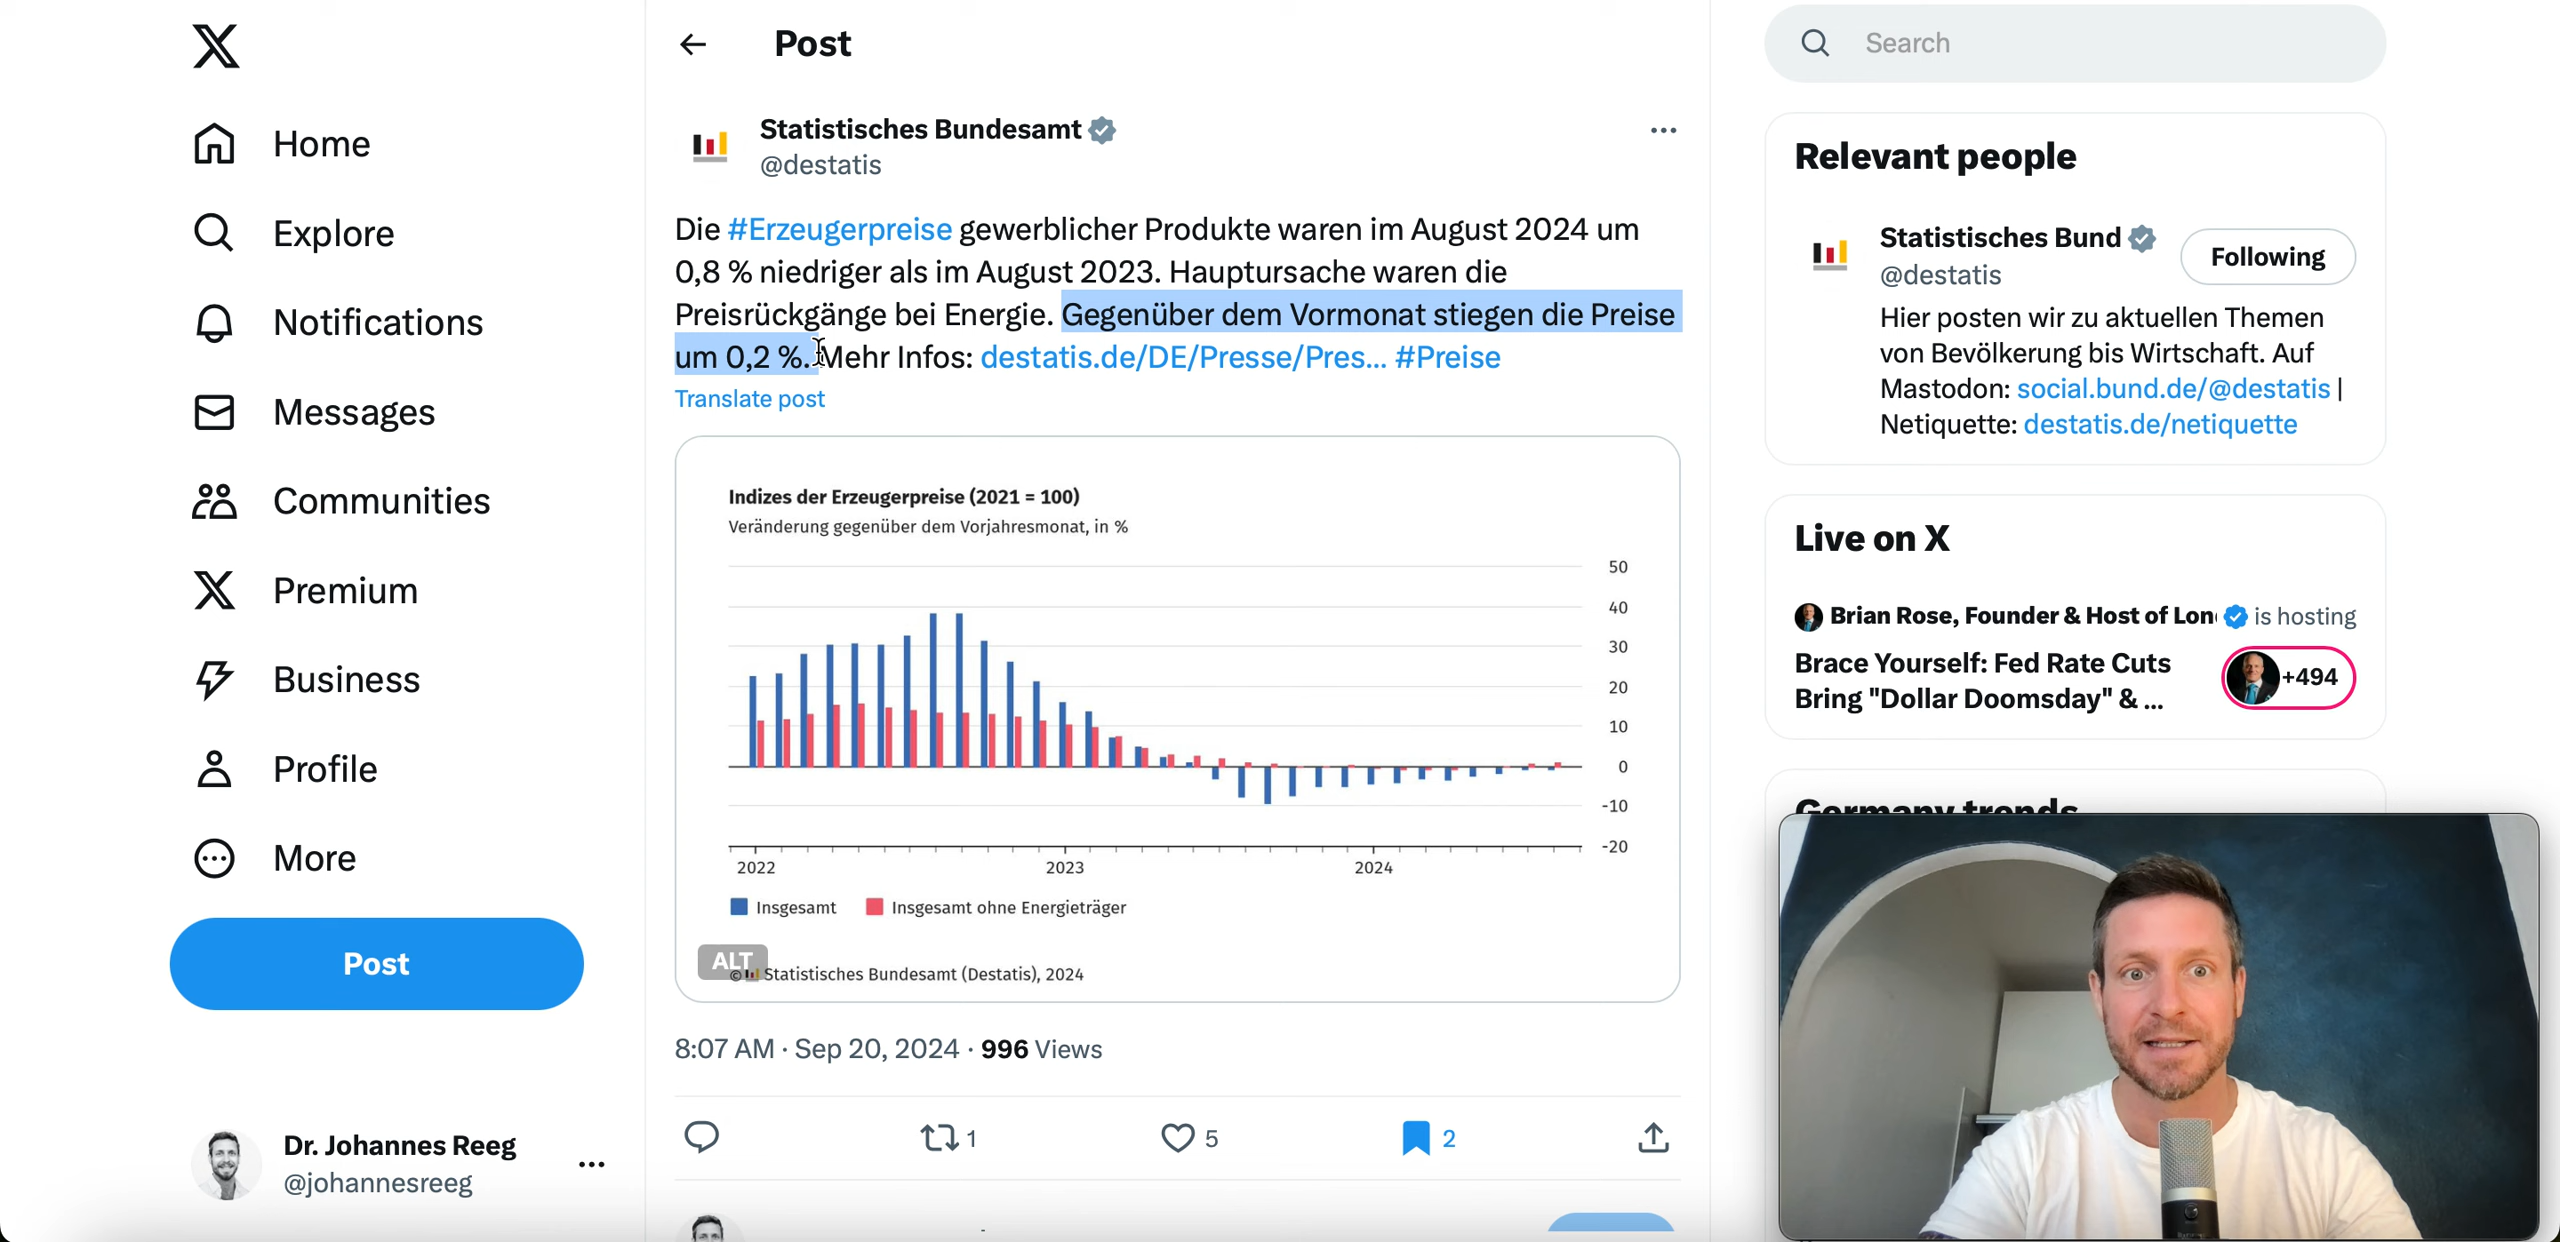 Home
Explore
Notifications
Messages
Communities
Premium
Business
Profile
More
Post
Dr. Johannes Reeg
@johannesreeg
Post
Statistisches Bundesamt
@destatis
Die #Erzeugerpreise gewerblicher Produkte waren im August 2024 um
0,8 % niedriger als im August 2023. Hauptursache waren die
Preisrückgänge bei Energie. Gegenüber dem Vormonat stiegen die Preise
um 0,2 %. Mehr Infos: destatis.de/DE/Presse/Pres... #Preise
Translate post
Indizes der Erzeugerpreise (2021 = 100)
Veränderung gegenüber dem Vorjahresmonat, in %
50
40
30
20
10
0
-10
-20
2022 2023 2024
Insgesamt Insgesamt ohne Energieträger
ALT
© Statistisches Bundesamt (Destatis), 2024
8:07 AM · Sep 20, 2024 · 996 Views
1 5 2
Search
Relevant people
Statistisches Bund
@destatis
Following
Hier posten wir zu aktuellen Themen
von Bevölkerung bis Wirtschaft. Auf
Mastodon: social.bund.de/@destatis |
Netiquette: destatis.de/netiquette
Live on X
Brian Rose, Founder & Host of Lon is hosting
Brace Yourself: Fed Rate Cuts
Bring "Dollar Doomsday" & ...
+494
Germany trends